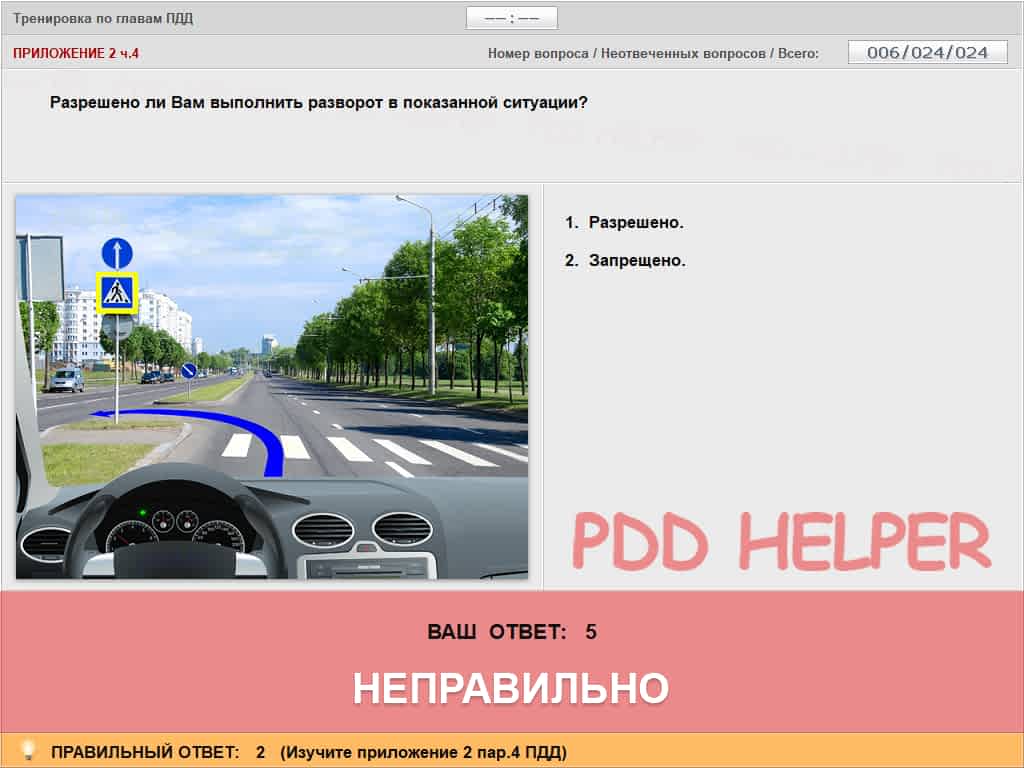 Тренировка по главам ПДД
–– : ––
ПРИЛОЖЕНИЕ 2 ч.4
Номер вопроса / Неотвеченных вопросов / Всего:
006/024/024
Разрешено ли Вам выполнить разворот в показанной ситуации?
1. Разрешено.
2. Запрещено.
PDD HELPER
ВАШ ОТВЕТ: 5
НЕПРАВИЛЬНО
ПРАВИЛЬНЫЙ ОТВЕТ: 2 (Изучите приложение 2 пар.4 ПДД)